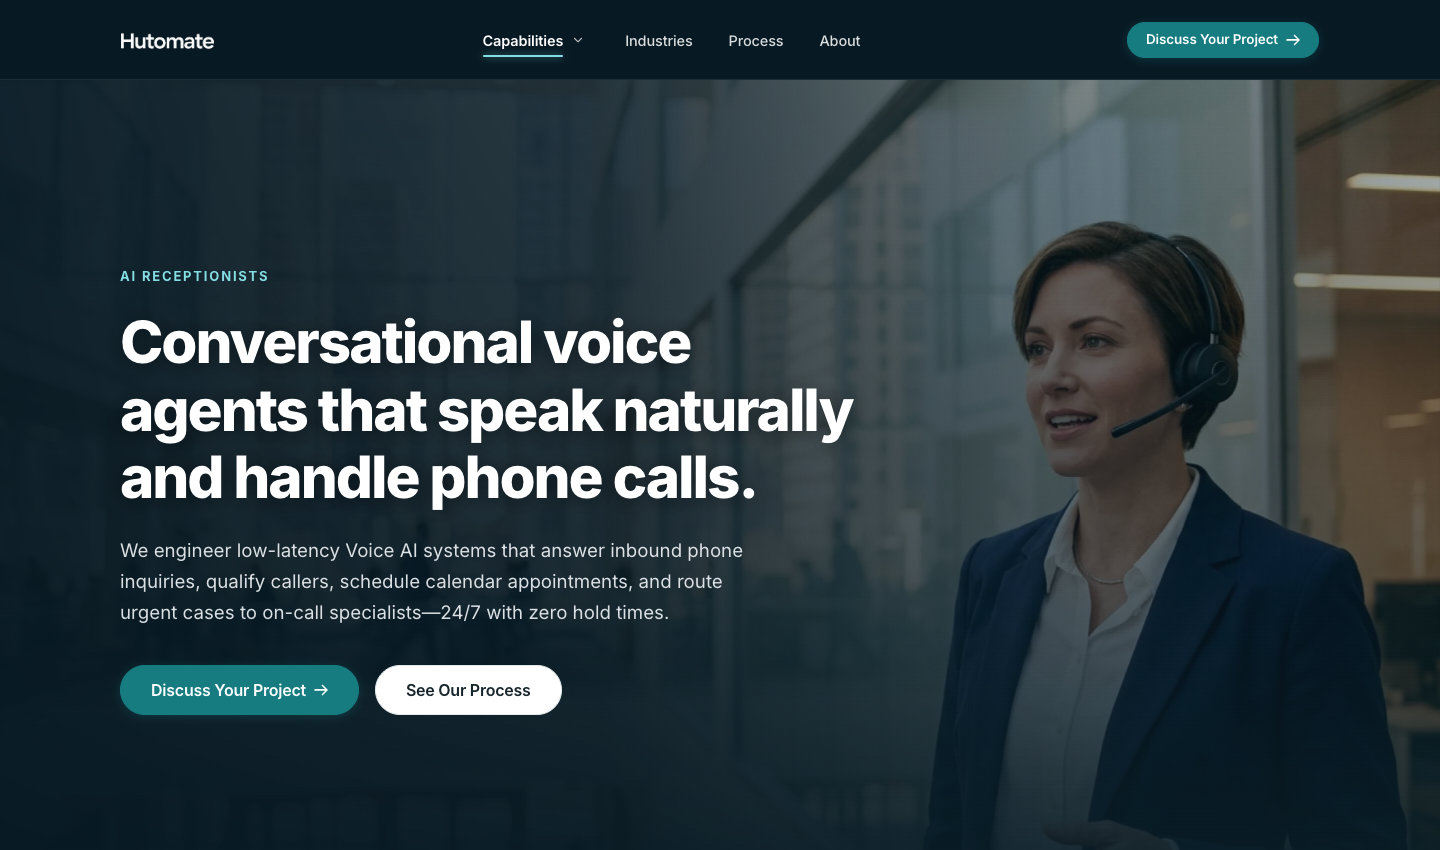 Hutomate
Capabilities
Industries
Process
About
Discuss Your Project
AI RECEPTIONISTS
Conversational voice
agents that speak naturally
and handle phone calls.
We engineer low-latency Voice AI systems that answer inbound phone
inquiries, qualify callers, schedule calendar appointments, and route
urgent cases to on-call specialists—24/7 with zero hold times.
Discuss Your Project
See Our Process